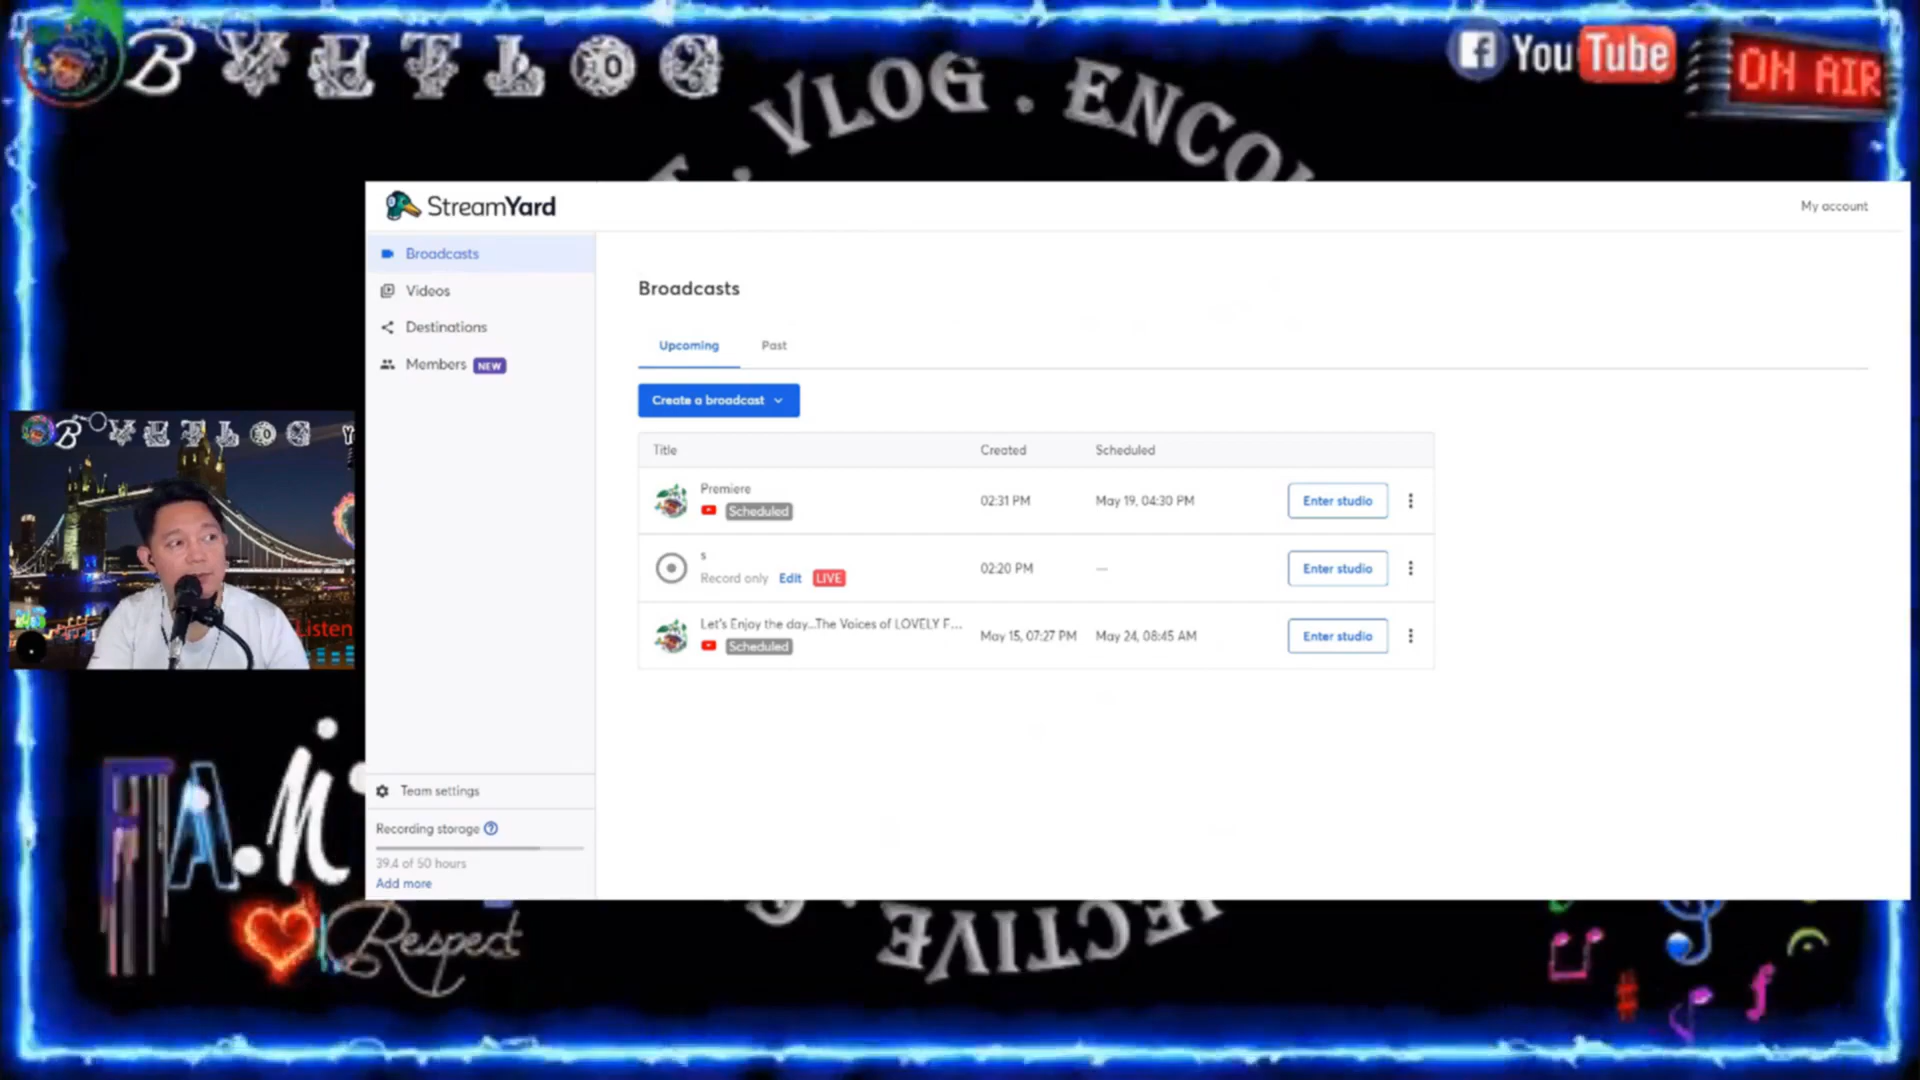 BVETLOG
. VLOG . ENCO
You Tube
ON AIR
StreamYard
My account
Broadcasts
Videos
Destinations
Members NEW
Broadcasts
Upcoming Past
Create a broadcast
Title Created Scheduled
Premiere
Scheduled
02:31 PM May 19, 04:30 PM Enter studio
s
Record only Edit LIVE
02:20 PM — Enter studio
Let's Enjoy the day...The Voices of LOVELY F...
Scheduled
May 15, 07:27 PM May 24, 08:45 AM Enter studio
BVETLOG
Listen
Team settings
Recording storage
39.4 of 50 hours
Add more
Respect
ECTIVE